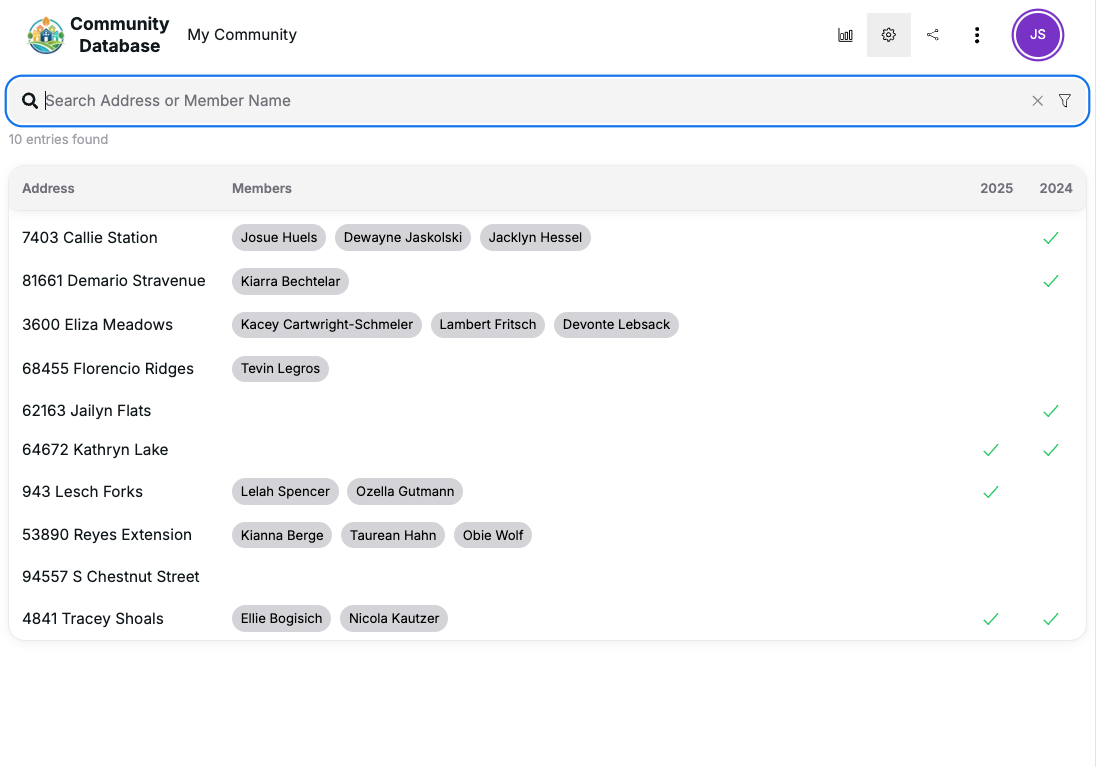 Community
Database
My Community
JS
Search Address or Member Name
10 entries found
Address Members 2025 2024
7403 Callie Station Josue Huels Dewayne Jaskolski Jacklyn Hessel
81661 Demario Stravenue Kiarra Bechtelar
3600 Eliza Meadows Kacey Cartwright-Schmeler Lambert Fritsch Devonte Lebsack
68455 Florencio Ridges Tevin Legros
62163 Jailyn Flats
64672 Kathryn Lake
943 Lesch Forks Lelah Spencer Ozella Gutmann
53890 Reyes Extension Kianna Berge Taurean Hahn Obie Wolf
94557 S Chestnut Street
4841 Tracey Shoals Ellie Bogisich Nicola Kautzer